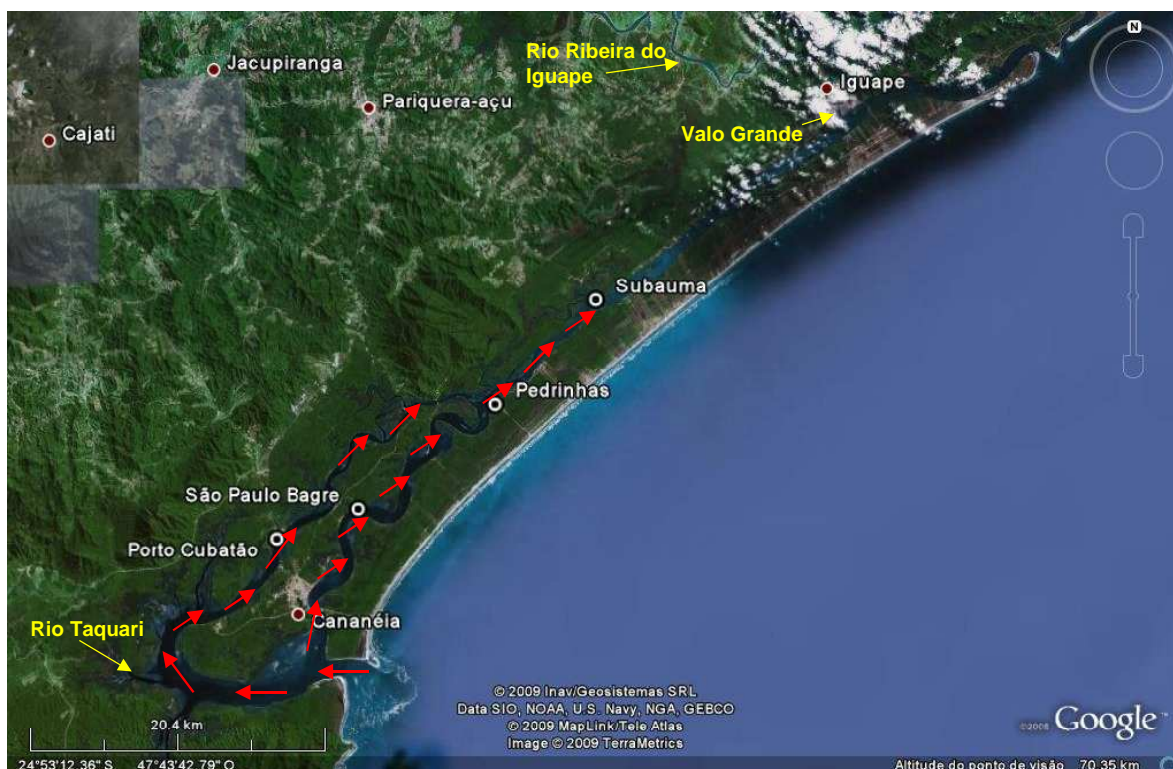 N
Rio Ribeira do
Iguape
Jacupiranga
Iguape
Pariquera-açu
Cajati
Valo Grande
Subauma
Pedrinhas
São Paulo Bagre
Porto Cubatão
Cananéia
Rio Taquari
© 2009 Inav/Geosistemas SRL
Data SIO, NOAA, U.S. Navy, NGA, GEBCO
© 2009 MapLink/Tele Atlas
Image © 2009 TerraMetrics
20.4 km
Google
24°53'12.36" S 47°43'42.79" O
Altitude do ponto de visão 70.35 km